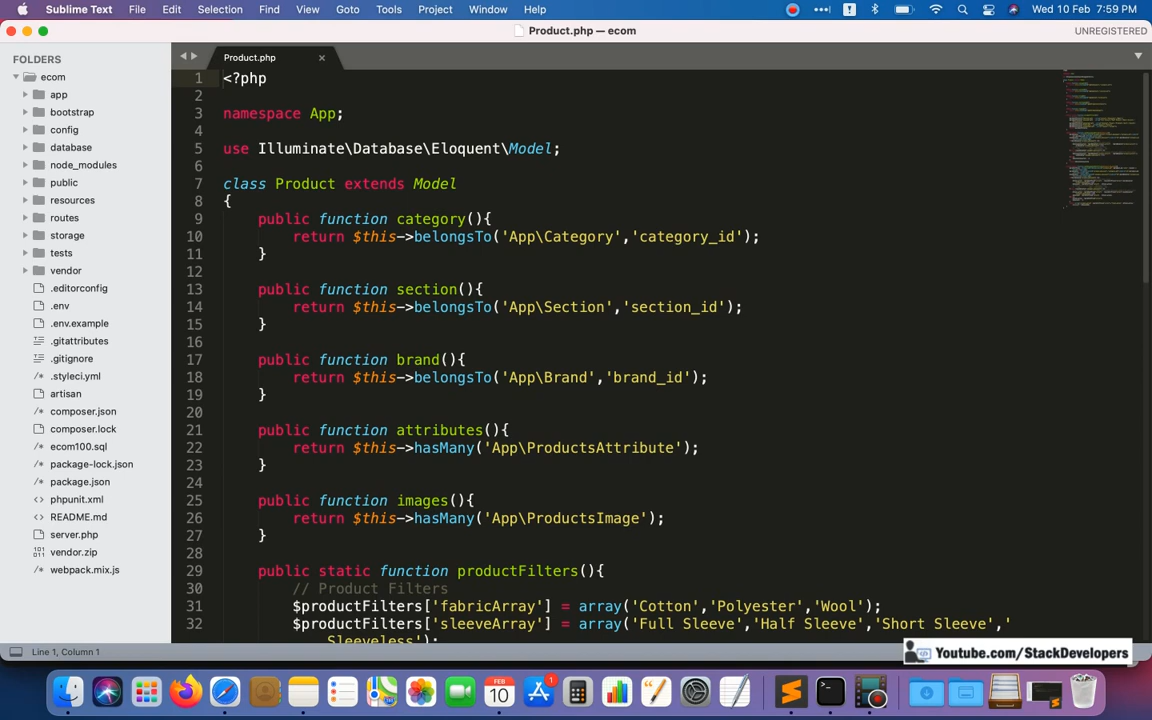 Sublime Text File Edit Selection Find View Goto Tools Project Window Help Wed 10 Feb 7:59 PM
Product.php — ecom UNREGISTERED
FOLDERS
ecom
app
bootstrap
config
database
node_modules
public
resources
routes
storage
tests
vendor
.editorconfig
.env
.env.example
.gitattributes
.gitignore
.styleci.yml
artisan
composer.json
composer.lock
ecom100.sql
package-lock.json
package.json
phpunit.xml
README.md
server.php
vendor.zip
webpack.mix.js
Product.php
1 <?php
2
3 namespace App;
4
5 use Illuminate\Database\Eloquent\Model;
6
7 class Product extends Model
8 {
9 public function category(){
10 return $this->belongsTo('App\Category','category_id');
11 }
12
13 public function section(){
14 return $this->belongsTo('App\Section','section_id');
15 }
16
17 public function brand(){
18 return $this->belongsTo('App\Brand','brand_id');
19 }
20
21 public function attributes(){
22 return $this->hasMany('App\ProductsAttribute');
23 }
24
25 public function images(){
26 return $this->hasMany('App\ProductsImage');
27 }
28
29 public static function productFilters(){
30 // Product Filters
31 $productFilters['fabricArray'] = array('Cotton','Polyester','Wool');
32 $productFilters['sleeveArray'] = array('Full Sleeve','Half Sleeve','Short Sleeve','
Sleeveless');
Line 1, Column 1
Youtube.com/StackDevelopers
FEB
10
1